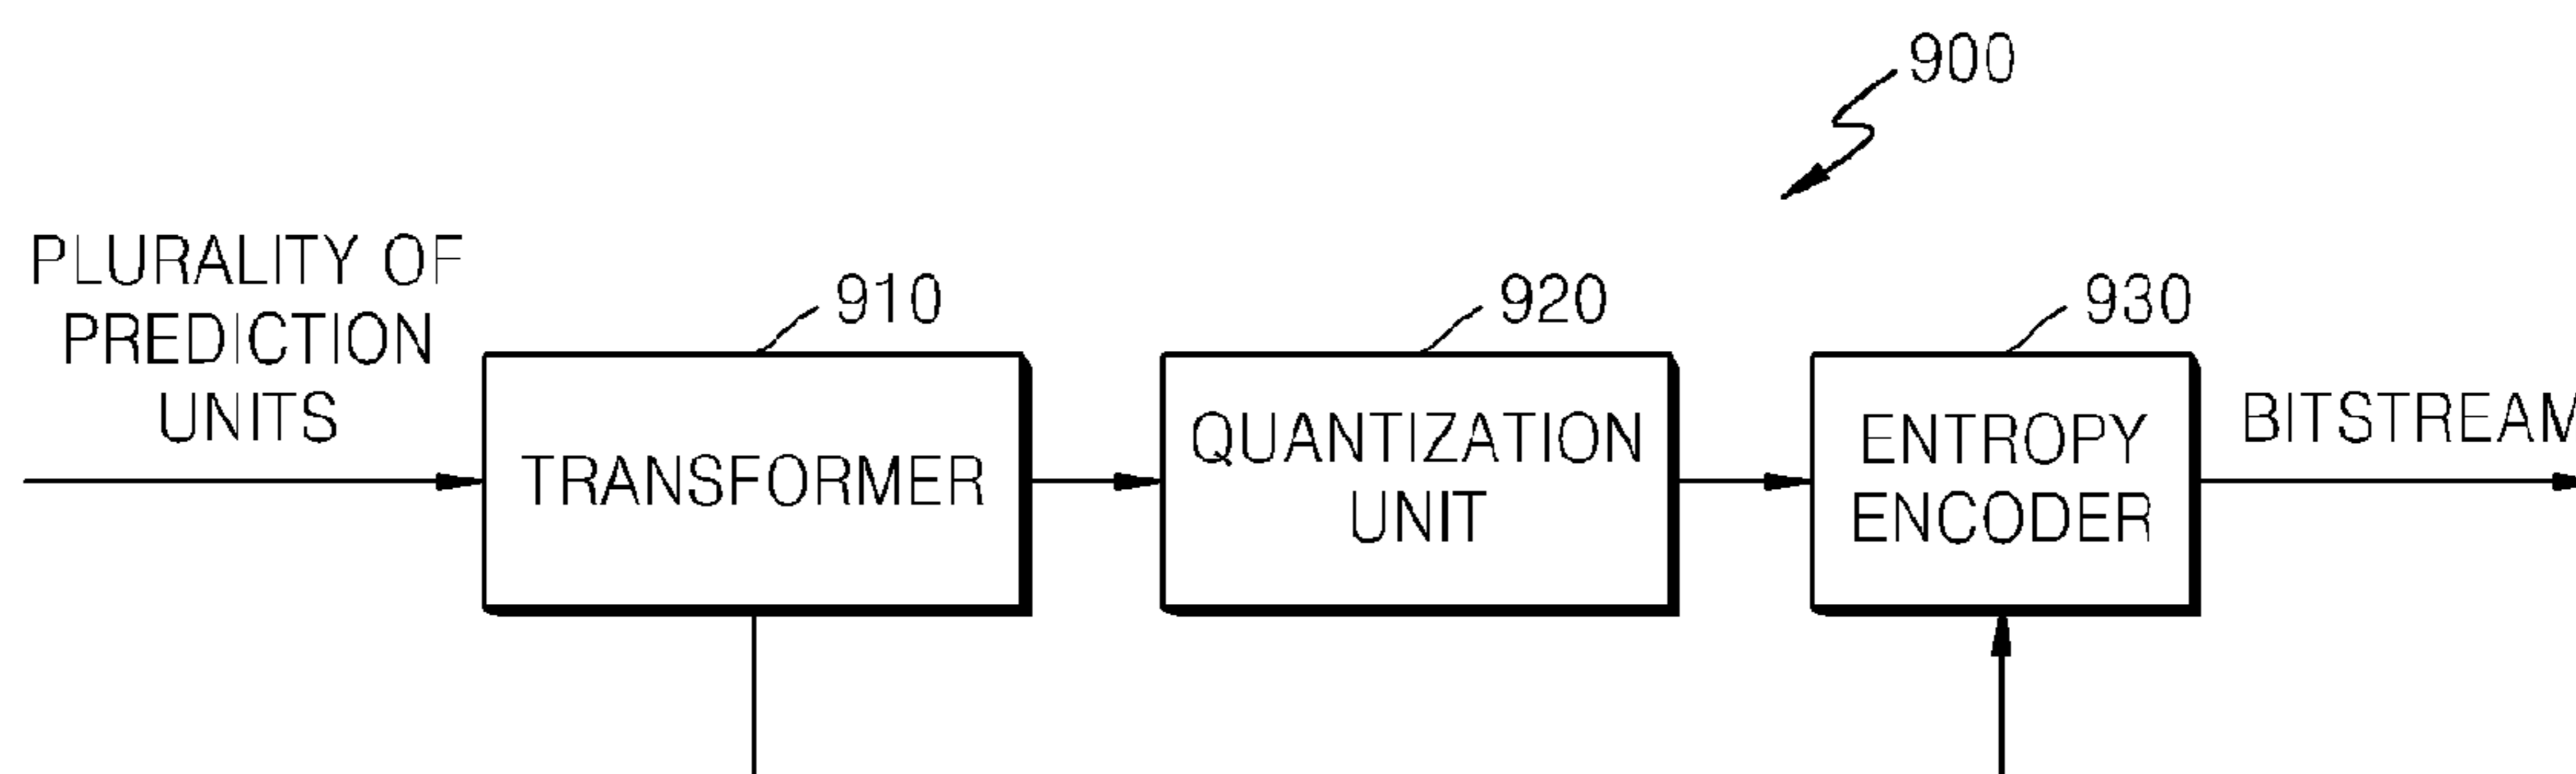 900
PLURALITY OF
PREDICTION
UNITS
910
920
930
TRANSFORMER
QUANTIZATION
UNIT
ENTROPY
ENCODER
BITSTREAM